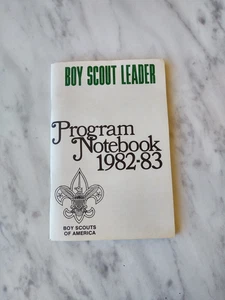 BOY SCOUT LEADER
Program
Notebook
1982-83
BOY SCOUTS
OF AMERICA